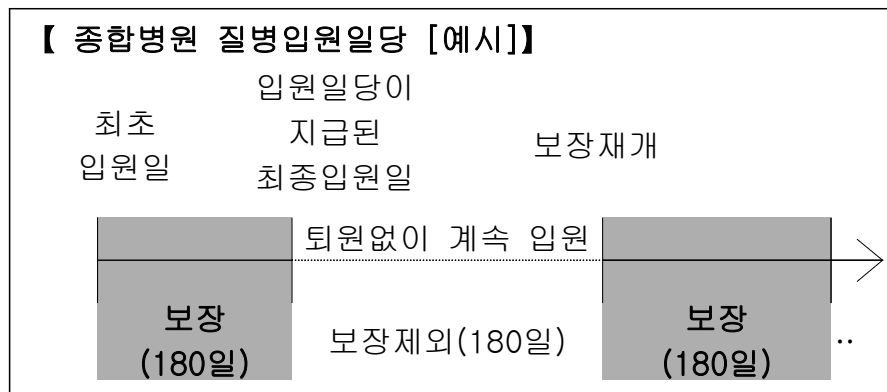 【 종합병원 질병입원일당 [예시]】
최초
입원일
입원일당이
지급된
최종입원일
보장재개
퇴원없이 계속 입원
보장
(180일)
보장제외(180일)
보장
(180일)
..